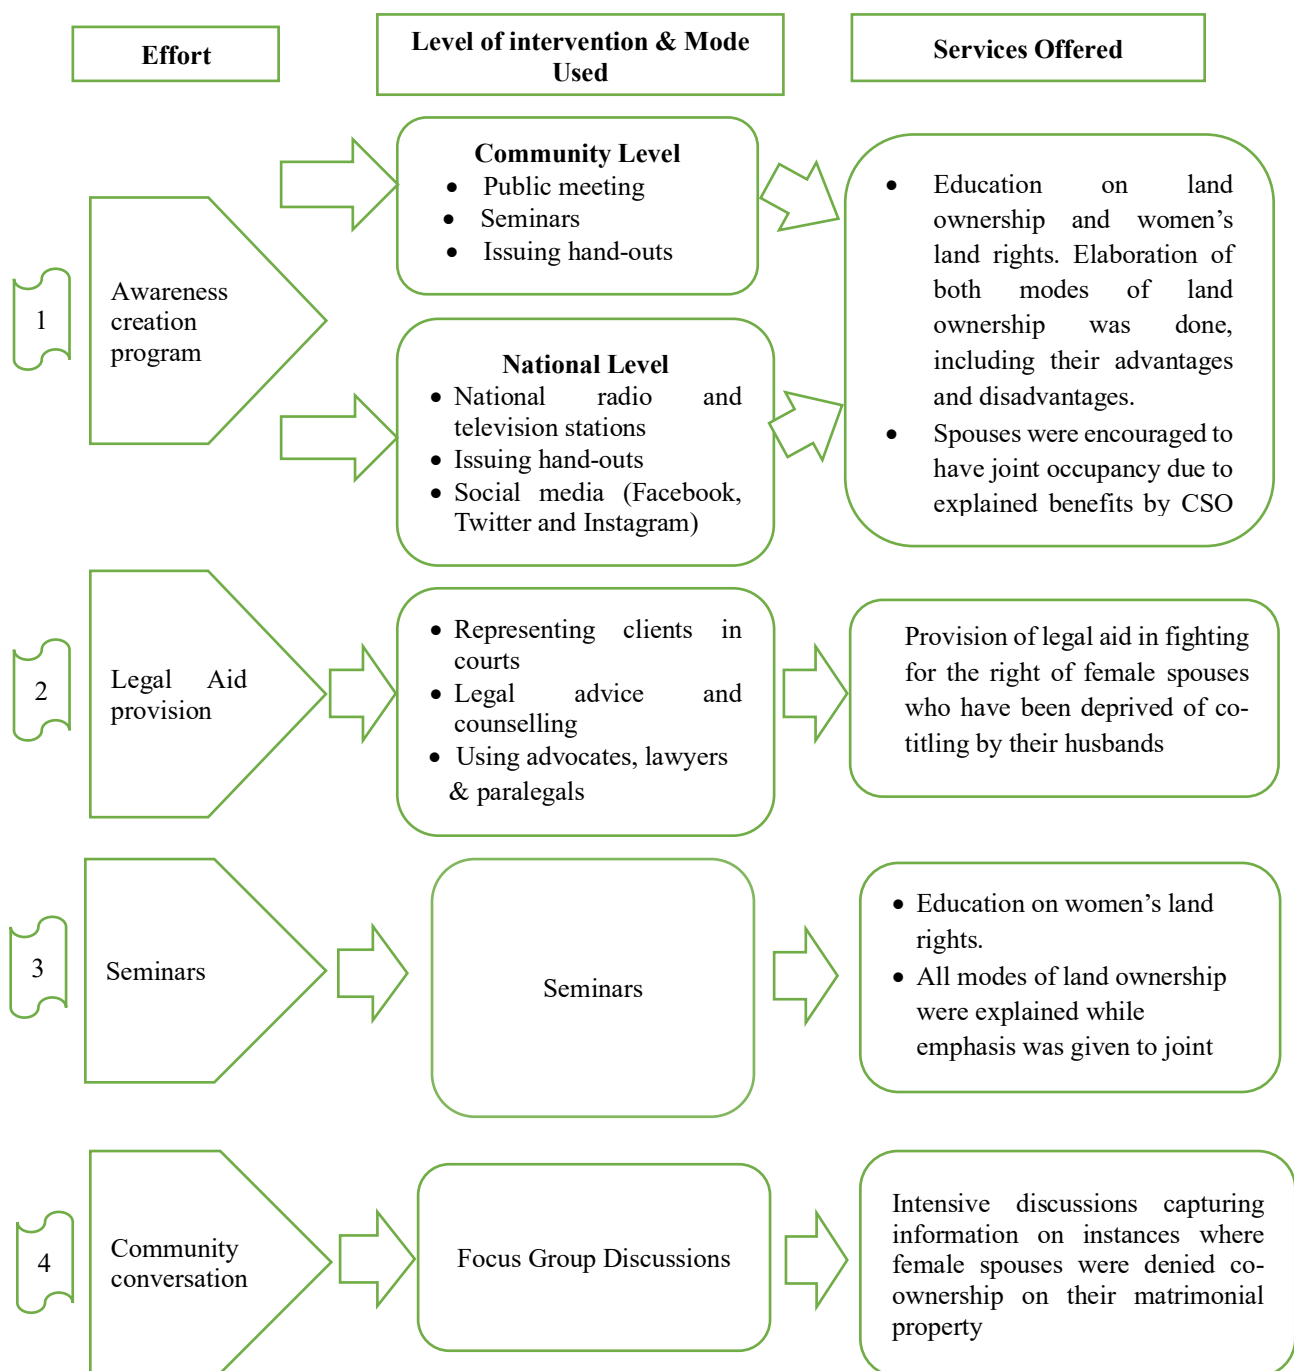 Effort
Level of intervention & Mode
Used
Services Offered
1
Awareness
creation
program
Community Level
• Public meeting
• Seminars
• Issuing hand-outs
National Level
• National radio and
television stations
• Issuing hand-outs
• Social media (Facebook,
Twitter and Instagram)
• Education on land
ownership and women’s
land rights. Elaboration of
both modes of land
ownership was done,
including their advantages
and disadvantages.
• Spouses were encouraged to
have joint occupancy due to
explained benefits by CSO
2
Legal Aid
provision
• Representing clients in
courts
• Legal advice and
counselling
• Using advocates, lawyers
& paralegals
Provision of legal aid in fighting
for the right of female spouses
who have been deprived of co-
titling by their husbands
3
Seminars
Seminars
• Education on women’s land
rights.
• All modes of land ownership
were explained while
emphasis was given to joint
4
Community
conversation
Focus Group Discussions
Intensive discussions capturing
information on instances where
female spouses were denied co-
ownership on their matrimonial
property